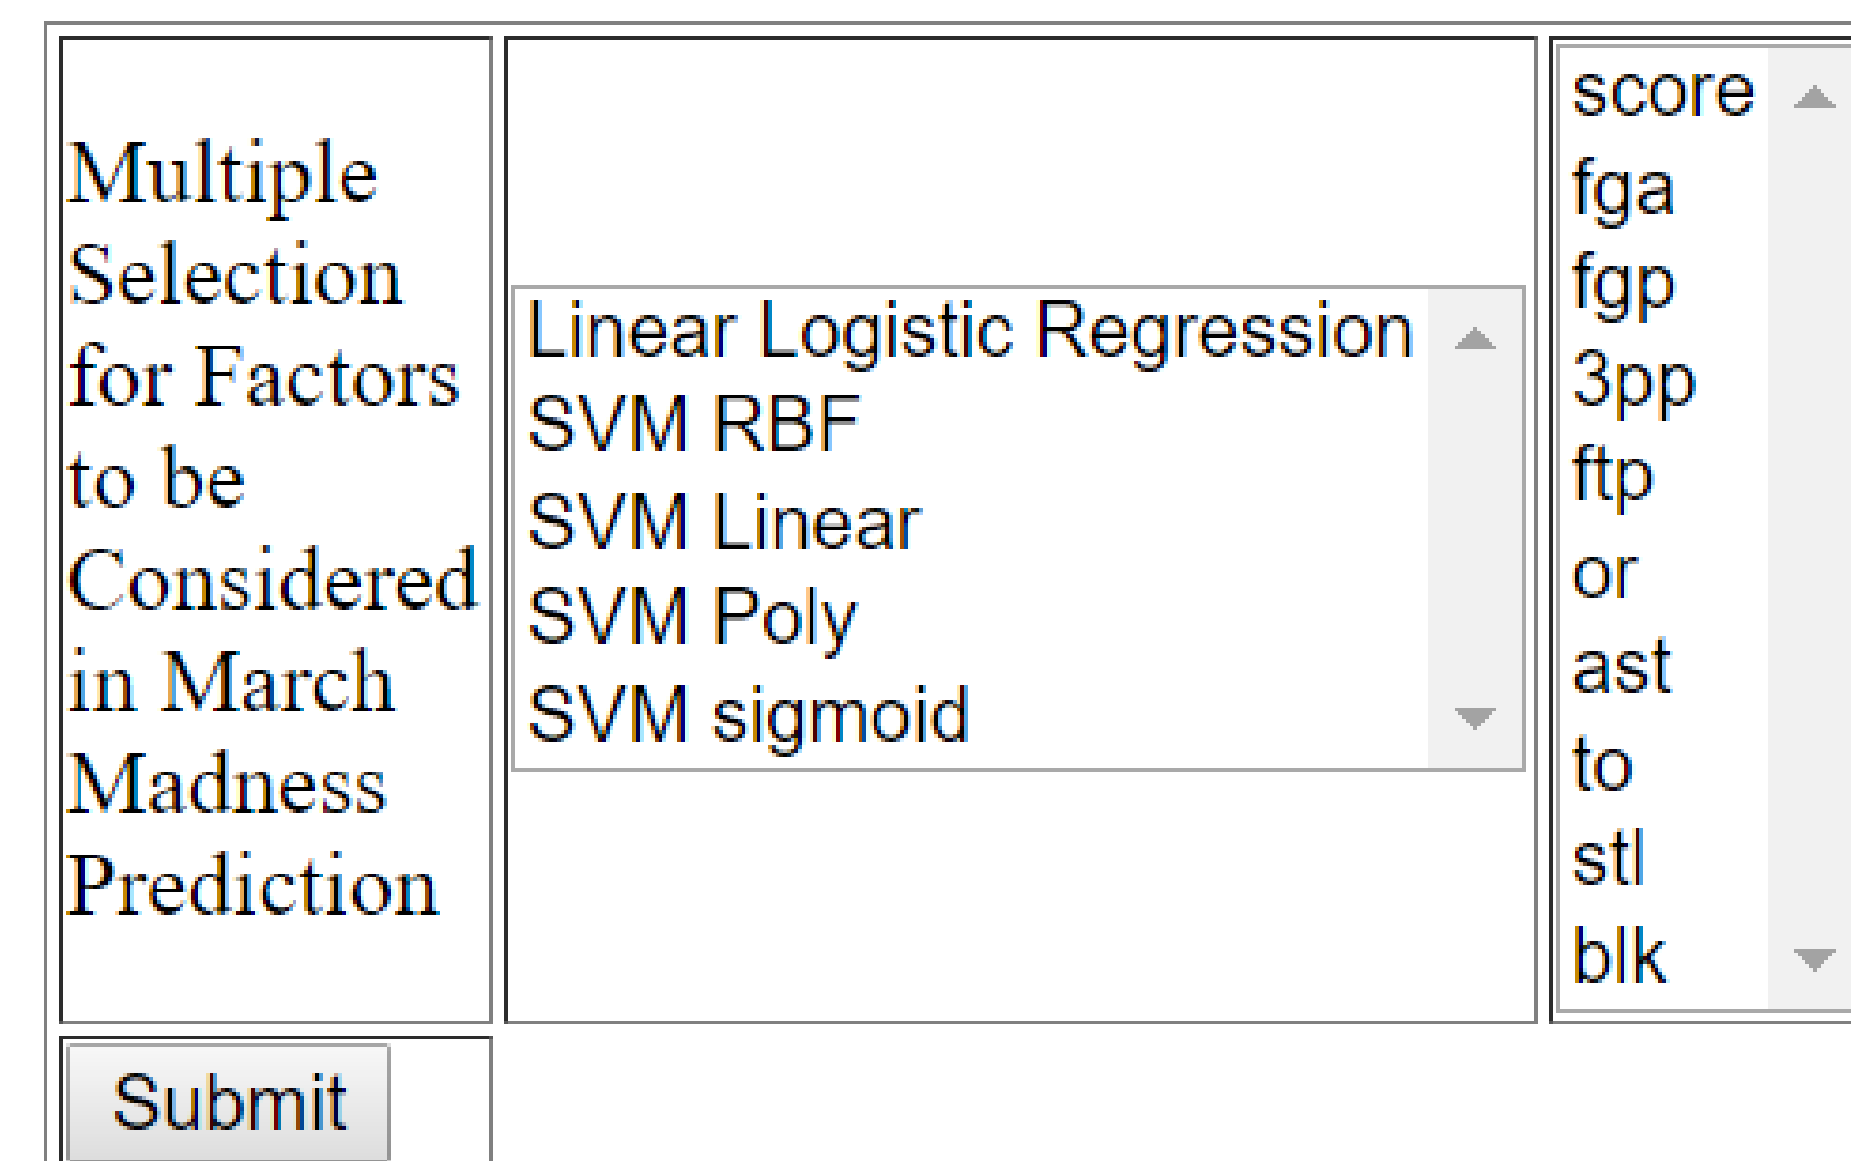 Multiple
Selection
for Factors
to be
Considered
in March
Madness
Prediction
Linear Logistic Regression
SVM RBF
SVM Linear
SVM Poly
SVM sigmoid
score
fga
fgp
3pp
ftp
or
ast
to
stl
blk
Submit